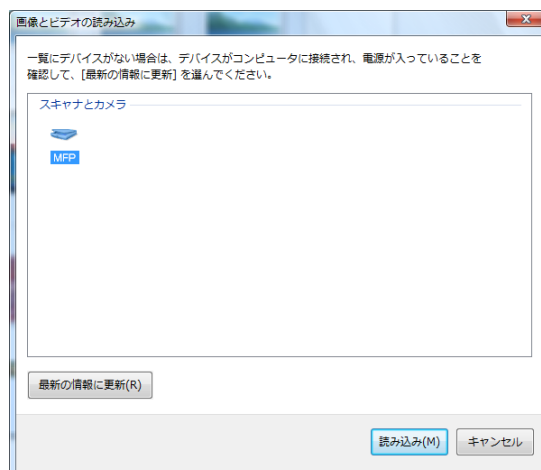 画像とビデオの読み込み
一覧にデバイスがない場合は、デバイスがコンピュータに接続され、電源が入っていることを
確認して、[最新の情報に更新] を選んでください。
スキャナとカメラ
MFP
最新の情報に更新(R)
読み込み(M)
キャンセル